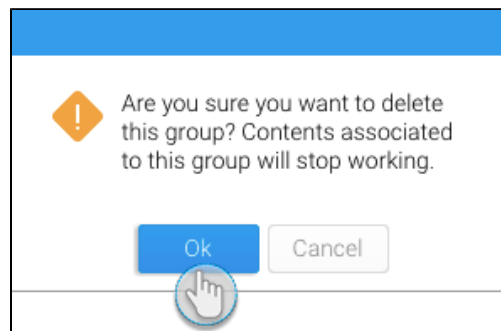 Are you sure you want to delete
this group? Contents associated
to this group will stop working.
Ok
Cancel